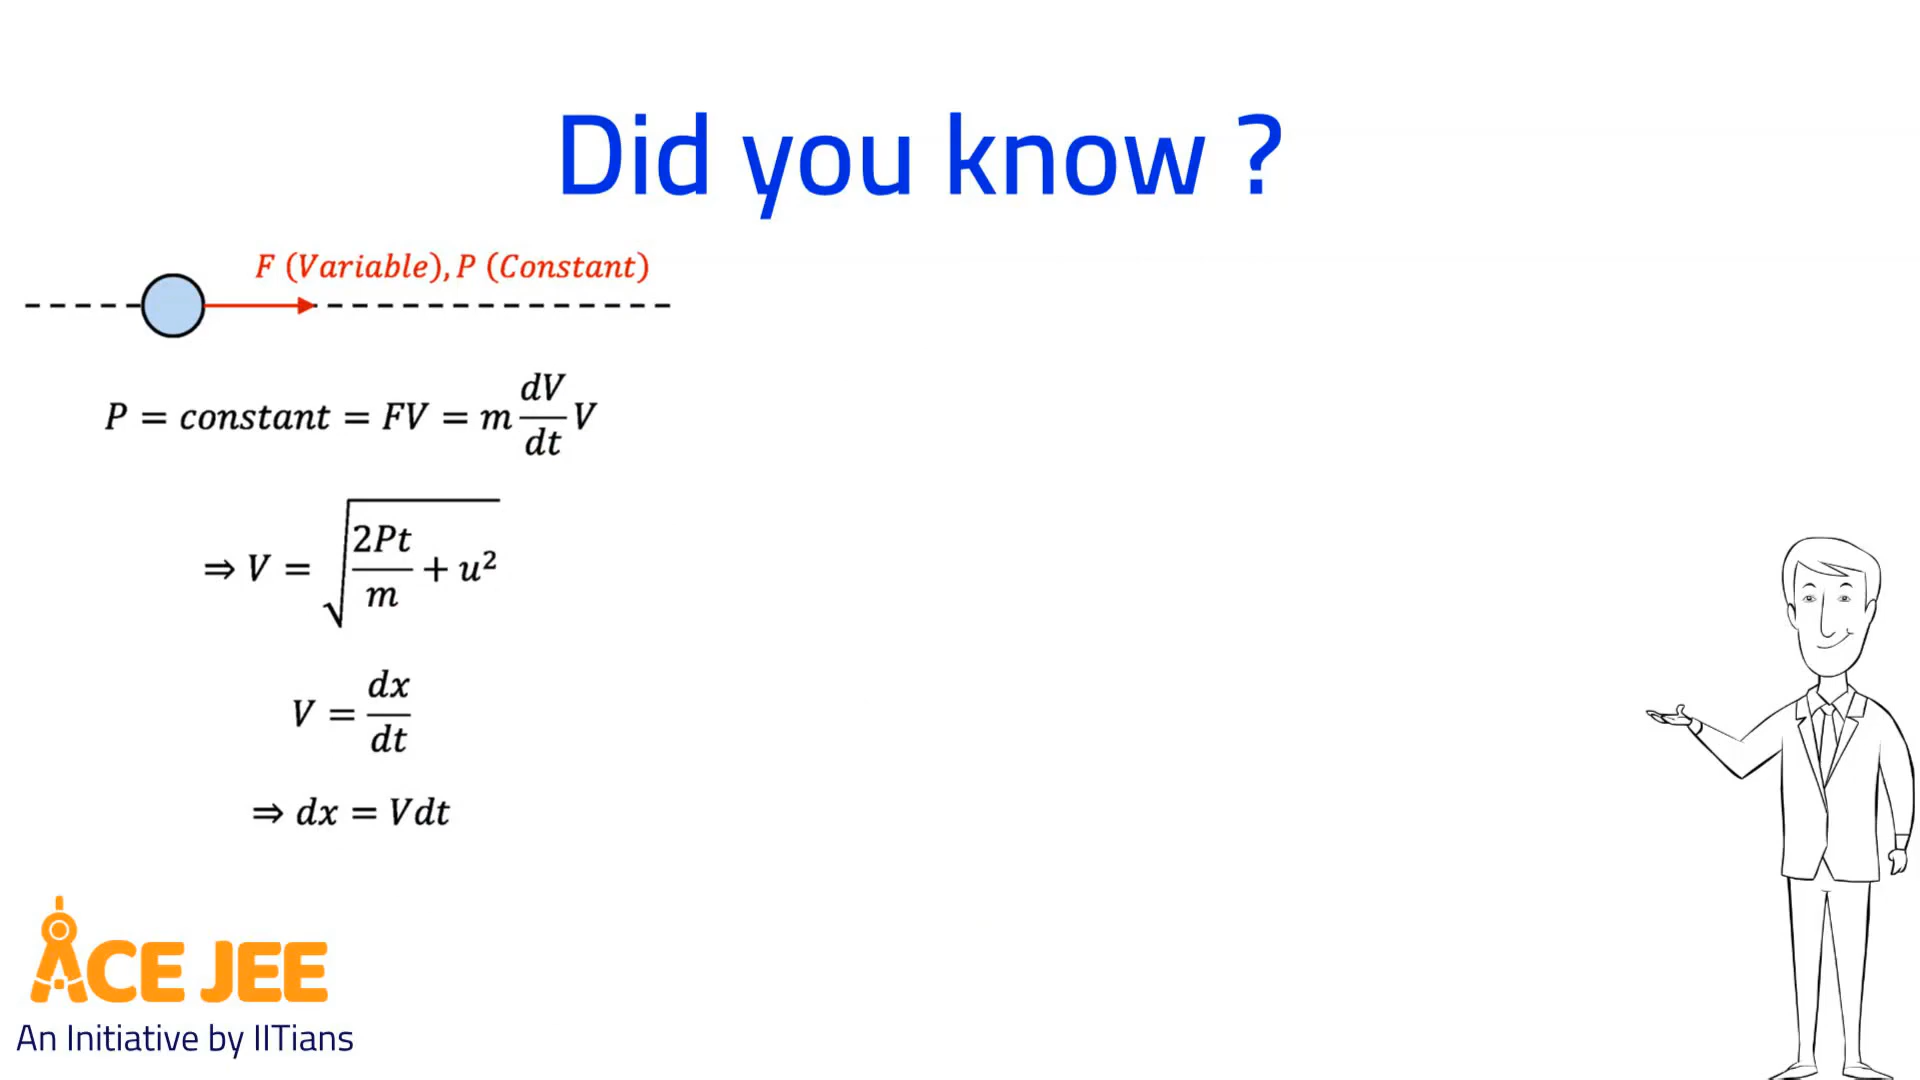 Did you know ?
F (Variable), P (Constant)
P = constant = FV = m dV/dt V
⇒ V = √(2Pt/m + u²)
V = dx/dt
⇒ dx = Vdt
ACE JEE
An Initiative by IITians